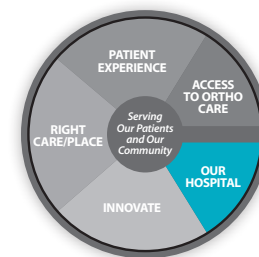 PATIENT
EXPERIENCE
ACCESS
TO ORTHO
CARE
RIGHT
CARE/PLACE
Serving
Our Patients
and Our
Community
OUR
HOSPITAL
INNOVATE